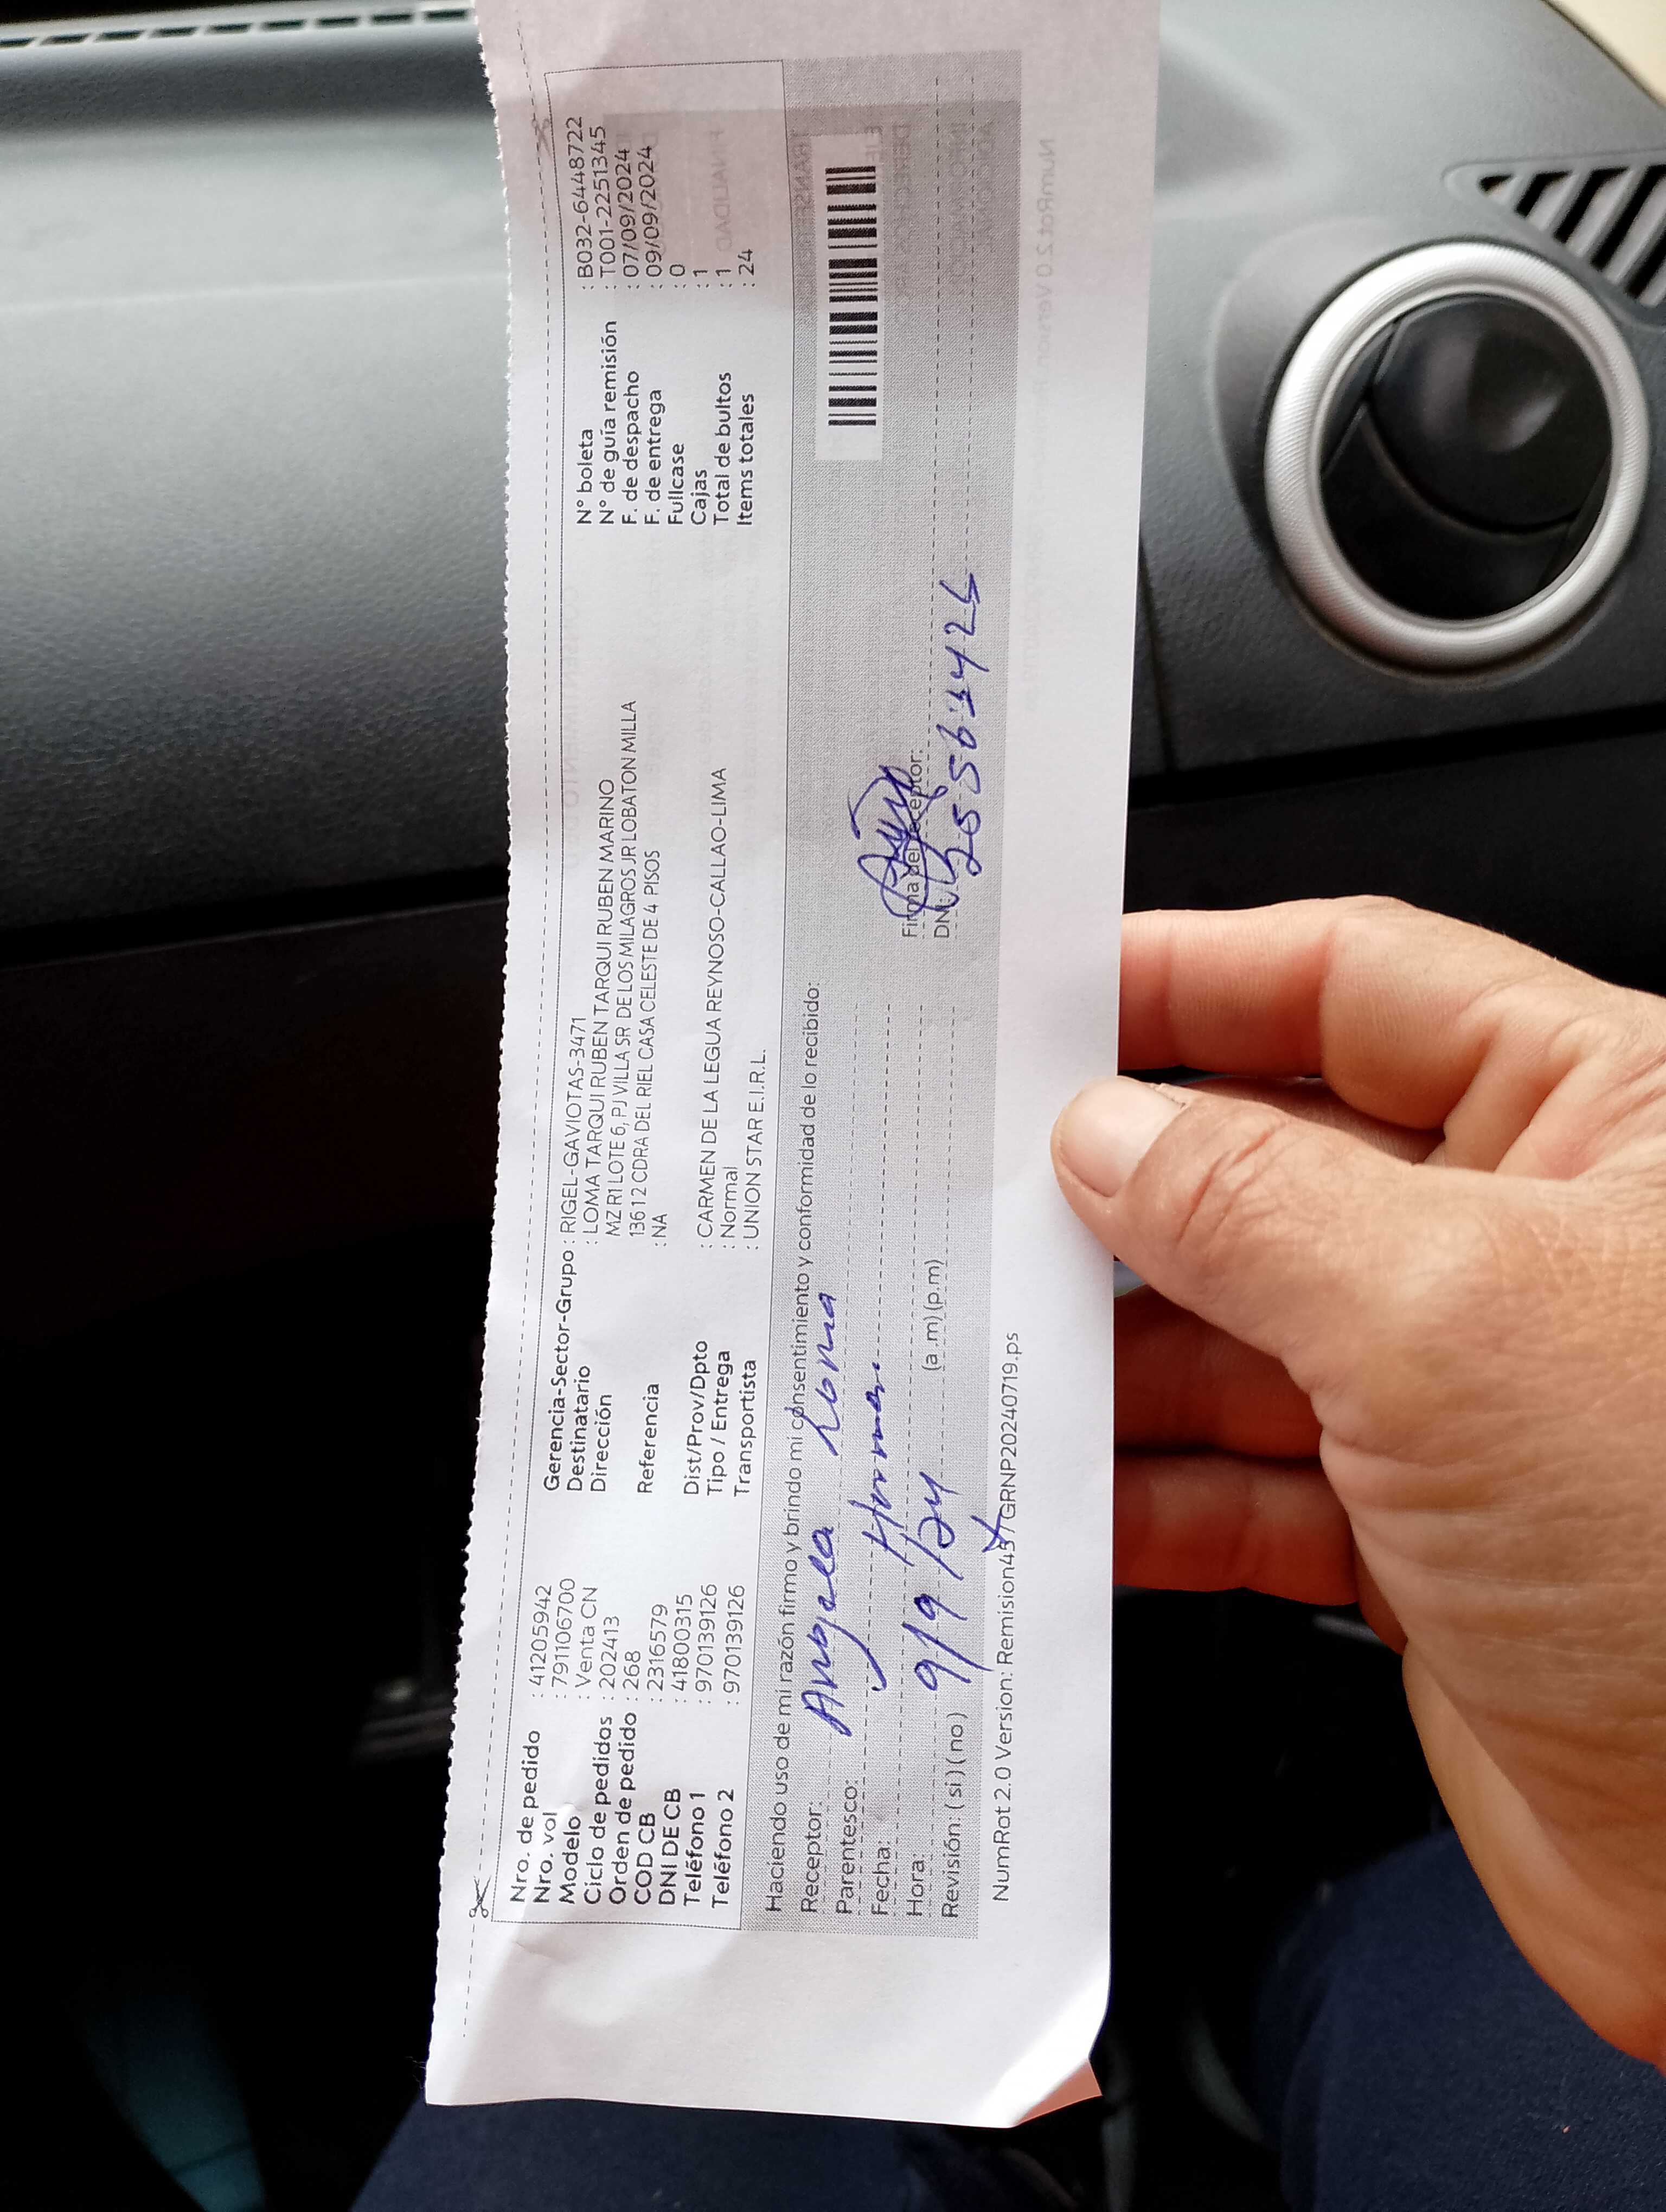 Nro. de pedido : 41205942
Nro. vol : 791106700
Modelo : Venta CN
Ciclo de pedidos : 202413
Orden de pedido : 268
COD CB : 2316579
DNI DE CB : 41800315
Teléfono 1 : 970139126
Teléfono 2 : 970139126
Gerencia-Sector-Grupo : RIGEL -GAVIOTAS-3471
Destinatario : LOMA TARQUI RUBEN TARQUI RUBEN MARINO
Dirección MZ R1 LOTE 6, PJ VILLA SR DE LOS MILAGROS JR LOBATON MILLA
136 12 CDRA DEL RIEL CASA CELESTE DE 4 PISOS
Referencia : NA
Dist/Prov/Dpto : CARMEN DE LA LEGUA REYNOSO-CALLAO-LIMA
Tipo / Entrega : Normal
Transportista : UNION STAR E.I.R.L.
N° boleta : B032-6448722
N° de guía remisión : T001-2251345
F. de despacho : 07/09/2024
F. de entrega : 09/09/2024
Fullcase : 0
Cajas : 1
Total de bultos : 1
Items totales : 24
Haciendo uso de mi razón firmo y brindo mi consentimiento y conformidad de lo recibido:
Receptor: Angela Loma
Parentesco:
Fecha: 9/9/24
Hora: (a.m) (p.m)
Revisión: ( si ) ( no )
Firma del receptor:
DNI:
NumRot 2.0 Version: Remision457GRNP20240719.ps